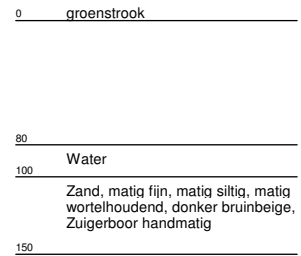 0 groenstrook
80
Water
100
Zand, matig fijn, matig siltig, matig
wortelhoudend, donker bruinbeige,
Zuigerboor handmatig
150